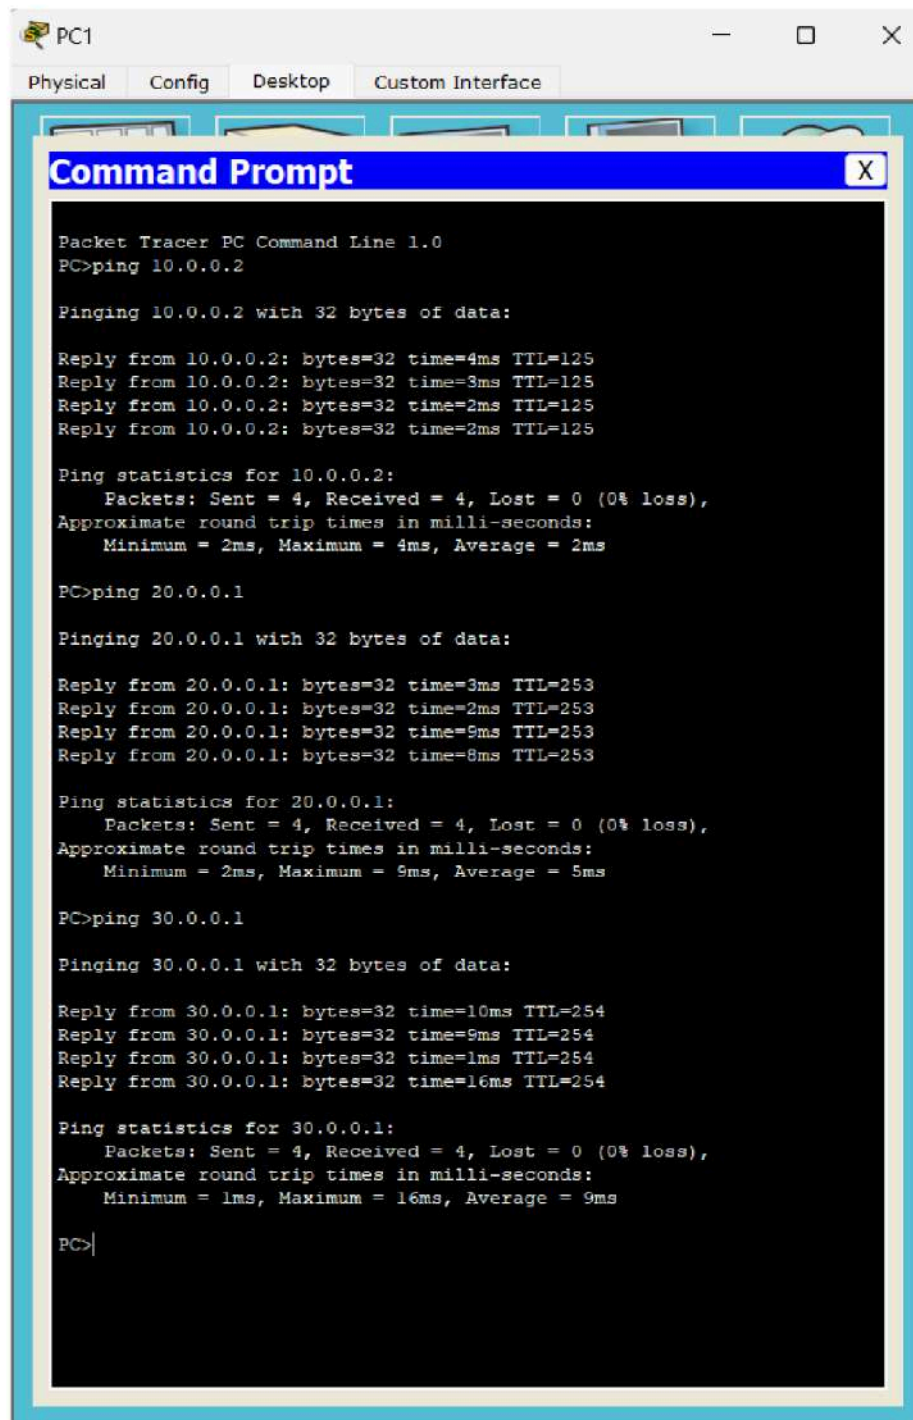 PC1
Physical Config Desktop Custom Interface
Command Prompt X
Packet Tracer PC Command Line 1.0
PC>ping 10.0.0.2
Pinging 10.0.0.2 with 32 bytes of data:
Reply from 10.0.0.2: bytes=32 time=4ms TTL=125
Reply from 10.0.0.2: bytes=32 time=3ms TTL=125
Reply from 10.0.0.2: bytes=32 time=2ms TTL=125
Reply from 10.0.0.2: bytes=32 time=2ms TTL=125
Ping statistics for 10.0.0.2:
Packets: Sent = 4, Received = 4, Lost = 0 (0% loss),
Approximate round trip times in milli-seconds:
Minimum = 2ms, Maximum = 4ms, Average = 2ms
PC>ping 20.0.0.1
Pinging 20.0.0.1 with 32 bytes of data:
Reply from 20.0.0.1: bytes=32 time=3ms TTL=253
Reply from 20.0.0.1: bytes=32 time=2ms TTL=253
Reply from 20.0.0.1: bytes=32 time=9ms TTL=253
Reply from 20.0.0.1: bytes=32 time=8ms TTL=253
Ping statistics for 20.0.0.1:
Packets: Sent = 4, Received = 4, Lost = 0 (0% loss),
Approximate round trip times in milli-seconds:
Minimum = 2ms, Maximum = 9ms, Average = 5ms
PC>ping 30.0.0.1
Pinging 30.0.0.1 with 32 bytes of data:
Reply from 30.0.0.1: bytes=32 time=10ms TTL=254
Reply from 30.0.0.1: bytes=32 time=9ms TTL=254
Reply from 30.0.0.1: bytes=32 time=1ms TTL=254
Reply from 30.0.0.1: bytes=32 time=16ms TTL=254
Ping statistics for 30.0.0.1:
Packets: Sent = 4, Received = 4, Lost = 0 (0% loss),
Approximate round trip times in milli-seconds:
Minimum = 1ms, Maximum = 16ms, Average = 9ms
PC>